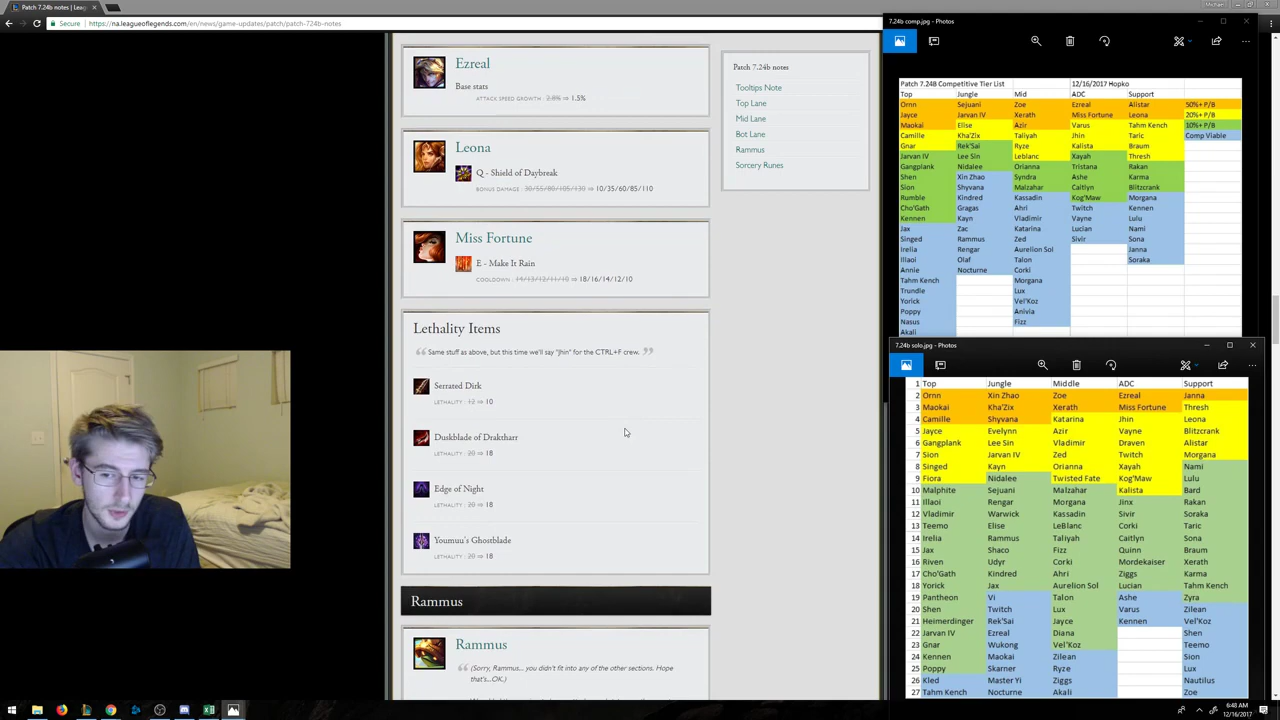 Patch 7.24b notes | Leag
Secure https://na.leagueoflegends.com/en/news/game-updates/patch/patch-724b-notes
Ezreal
Base stats
ATTACK SPEED GROWTH : 2.8% ⇒ 1.5%
Leona
Q - Shield of Daybreak
BONUS DAMAGE : 30/55/80/105/130 ⇒ 10/35/60/85/110
Miss Fortune
E - Make It Rain
COOLDOWN : 14/13/12/11/10 ⇒ 18/16/14/12/10
Lethality Items
Same stuff as above, but this time we'll say "Jhin" for the CTRL+F crew.
Serrated Dirk
LETHALITY : 12 ⇒ 10
Duskblade of Draktharr
LETHALITY : 20 ⇒ 18
Edge of Night
LETHALITY : 20 ⇒ 18
Youmuu's Ghostblade
LETHALITY : 20 ⇒ 18
Rammus
Rammus
(Sorry, Rammus... you didn't fit into any of the other sections. Hope
that's...OK.)
Patch 7.24b notes
Tooltips Note
Top Lane
Mid Lane
Bot Lane
Rammus
Sorcery Runes
7.24b comp.jpg - Photos
Patch 7.24B Competitive Tier List 12/16/2017 Hopko
Top Jungle Mid ADC Support
Ornn Sejuani Zoe Ezreal Alistar 50%+ P/B
Jayce Jarvan IV Xerath Miss Fortune Leona 20%+ P/B
Maokai Elise Azir Varus Tahm Kench 10%+ P/B
Camille Kha'Zix Taliyah Jhin Taric Comp Viable
Gnar Rek'Sai Ryze Kalista Braum
Jarvan IV Lee Sin Leblanc Xayah Thresh
Gangplank Nidalee Orianna Tristana Rakan
Shen Xin Zhao Syndra Ashe Karma
Sion Shyvana Malzahar Caitlyn Blitzcrank
Rumble Kindred Kassadin Kog'Maw Morgana
Cho'Gath Gragas Ahri Twitch Kennen
Kennen Kayn Vladimir Vayne Lulu
Jax Zac Katarina Lucian Nami
Singed Rammus Zed Sivir Sona
Irelia Rengar Aurelion Sol Janna
Illaoi Olaf Talon Soraka
Annie Nocturne Corki
Tahm Kench Morgana
Trundle Lux
Yorick Vel'Koz
Poppy Anivia
Nasus Fizz
Akali
7.24b solo.jpg - Photos
1 Top Jungle Middle ADC Support
2 Ornn Xin Zhao Zoe Ezreal Janna
3 Maokai Kha'Zix Xerath Miss Fortune Thresh
4 Camille Shyvana Katarina Jhin Leona
5 Jayce Evelynn Azir Vayne Blitzcrank
6 Gangplank Lee Sin Vladimir Draven Alistar
7 Sion Jarvan IV Zed Twitch Morgana
8 Singed Kayn Orianna Xayah Nami
9 Fiora Nidalee Twisted Fate Kog'Maw Lulu
10 Malphite Sejuani Malzahar Kalista Bard
11 Illaoi Rengar Morgana Jinx Rakan
12 Vladimir Warwick Kassadin Sivir Soraka
13 Teemo Elise LeBlanc Corki Taric
14 Irelia Rammus Taliyah Caitlyn Sona
15 Jax Shaco Fizz Quinn Braum
16 Riven Udyr Corki Mordekaiser Xerath
17 Cho'Gath Kindred Ahri Ziggs Karma
18 Yorick Jax Aurelion Sol Lucian Tahm Kench
19 Pantheon Vi Talon Ashe Zyra
20 Shen Twitch Lux Varus Zilean
21 Heimerdinger Rek'Sai Jayce Kennen Vel'Koz
22 Jarvan IV Ezreal Diana Shen
23 Gnar Wukong Vel'Koz Teemo
24 Kennen Maokai Zilean Sion
25 Poppy Skarner Ryze Lux
26 Kled Master Yi Ziggs Nautilus
27 Tahm Kench Nocturne Akali Zoe
6:48 AM
12/16/2017